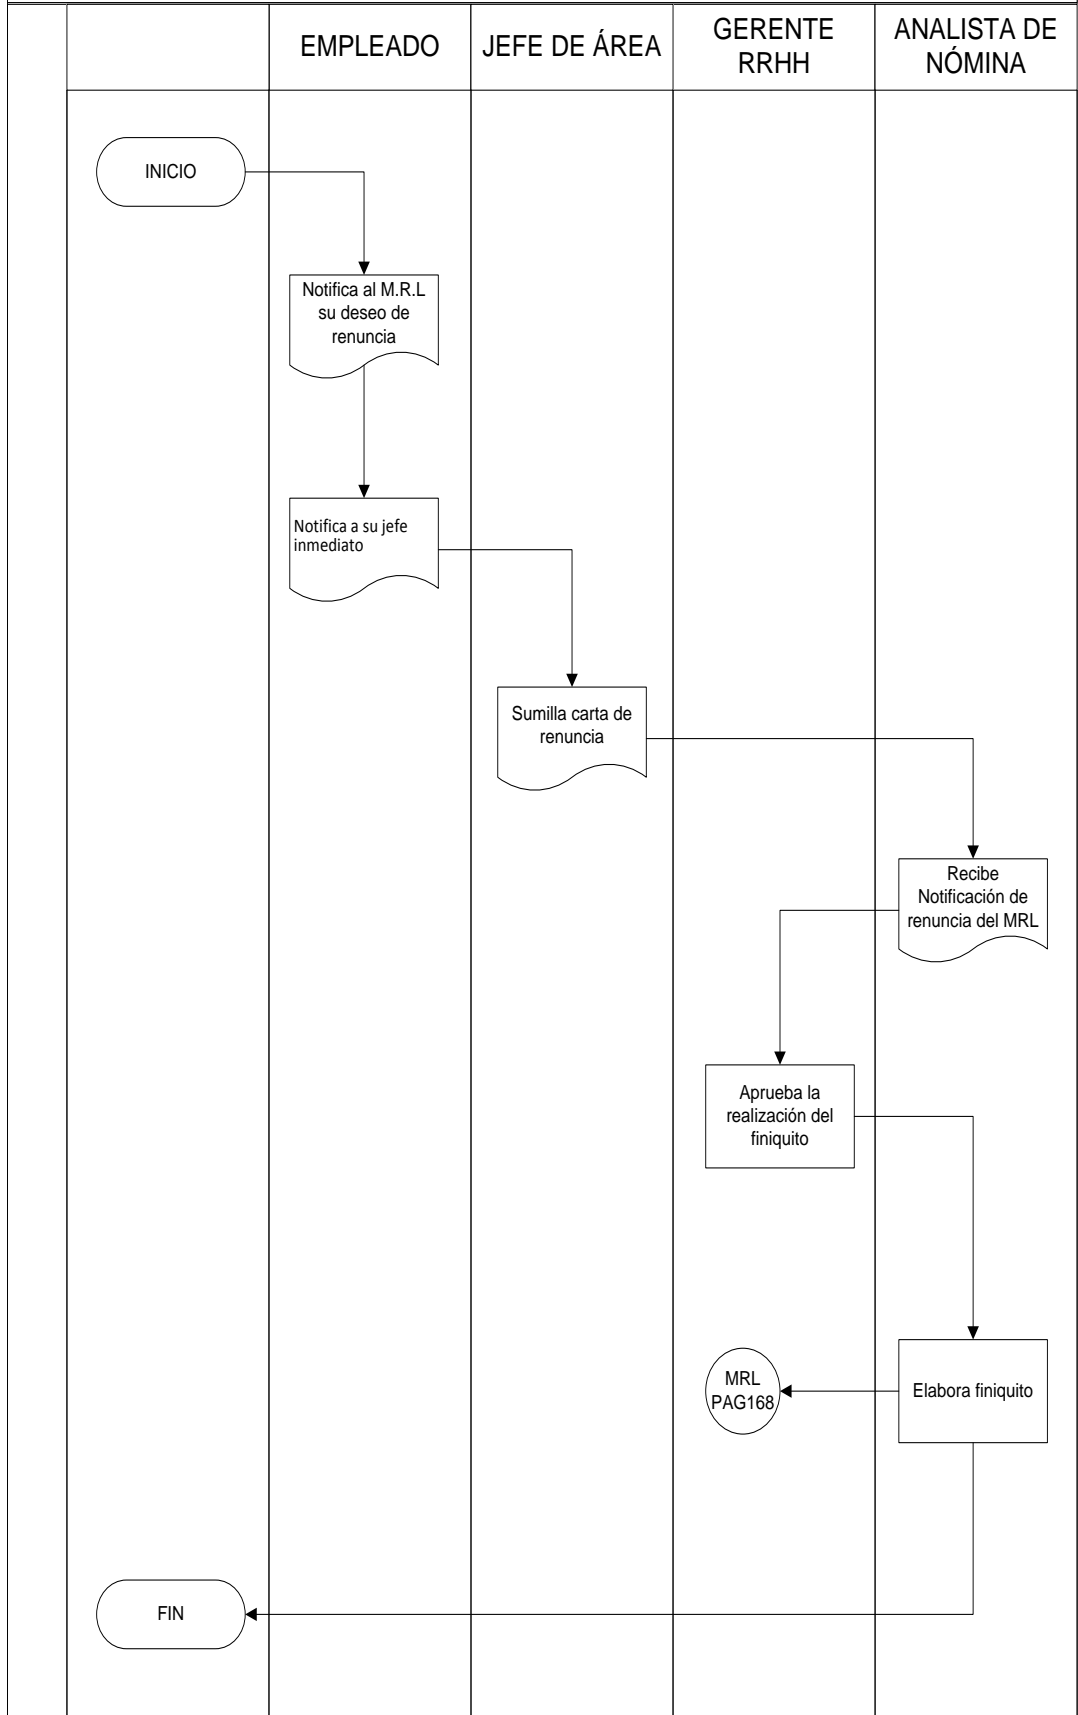 EMPLEADO
JEFE DE ÁREA
GERENTE
RRHH
ANALISTA DE
NÓMINA
INICIO
Notifica al M.R.L
su deseo de
renuncia
Notifica a su jefe
inmediato
Sumilla carta de
renuncia
Recibe
Notificación de
renuncia del MRL
Aprueba la
realización del
finiquito
MRL
PAG168
Elabora finiquito
FIN